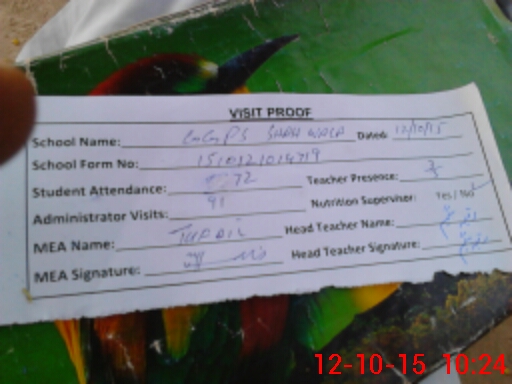 VISIT PROOF
School Name: GGPS SHAH WALA Dated: 12/10/15
School Form No:
Student Attendance: 72 Teacher Presence: 3
Administrator Visits: 91 Nutrition Supervisor: Yes / No
MEA Name: Head Teacher Name:
MEA Signature: Head Teacher Signature:
12-10-15 10:24